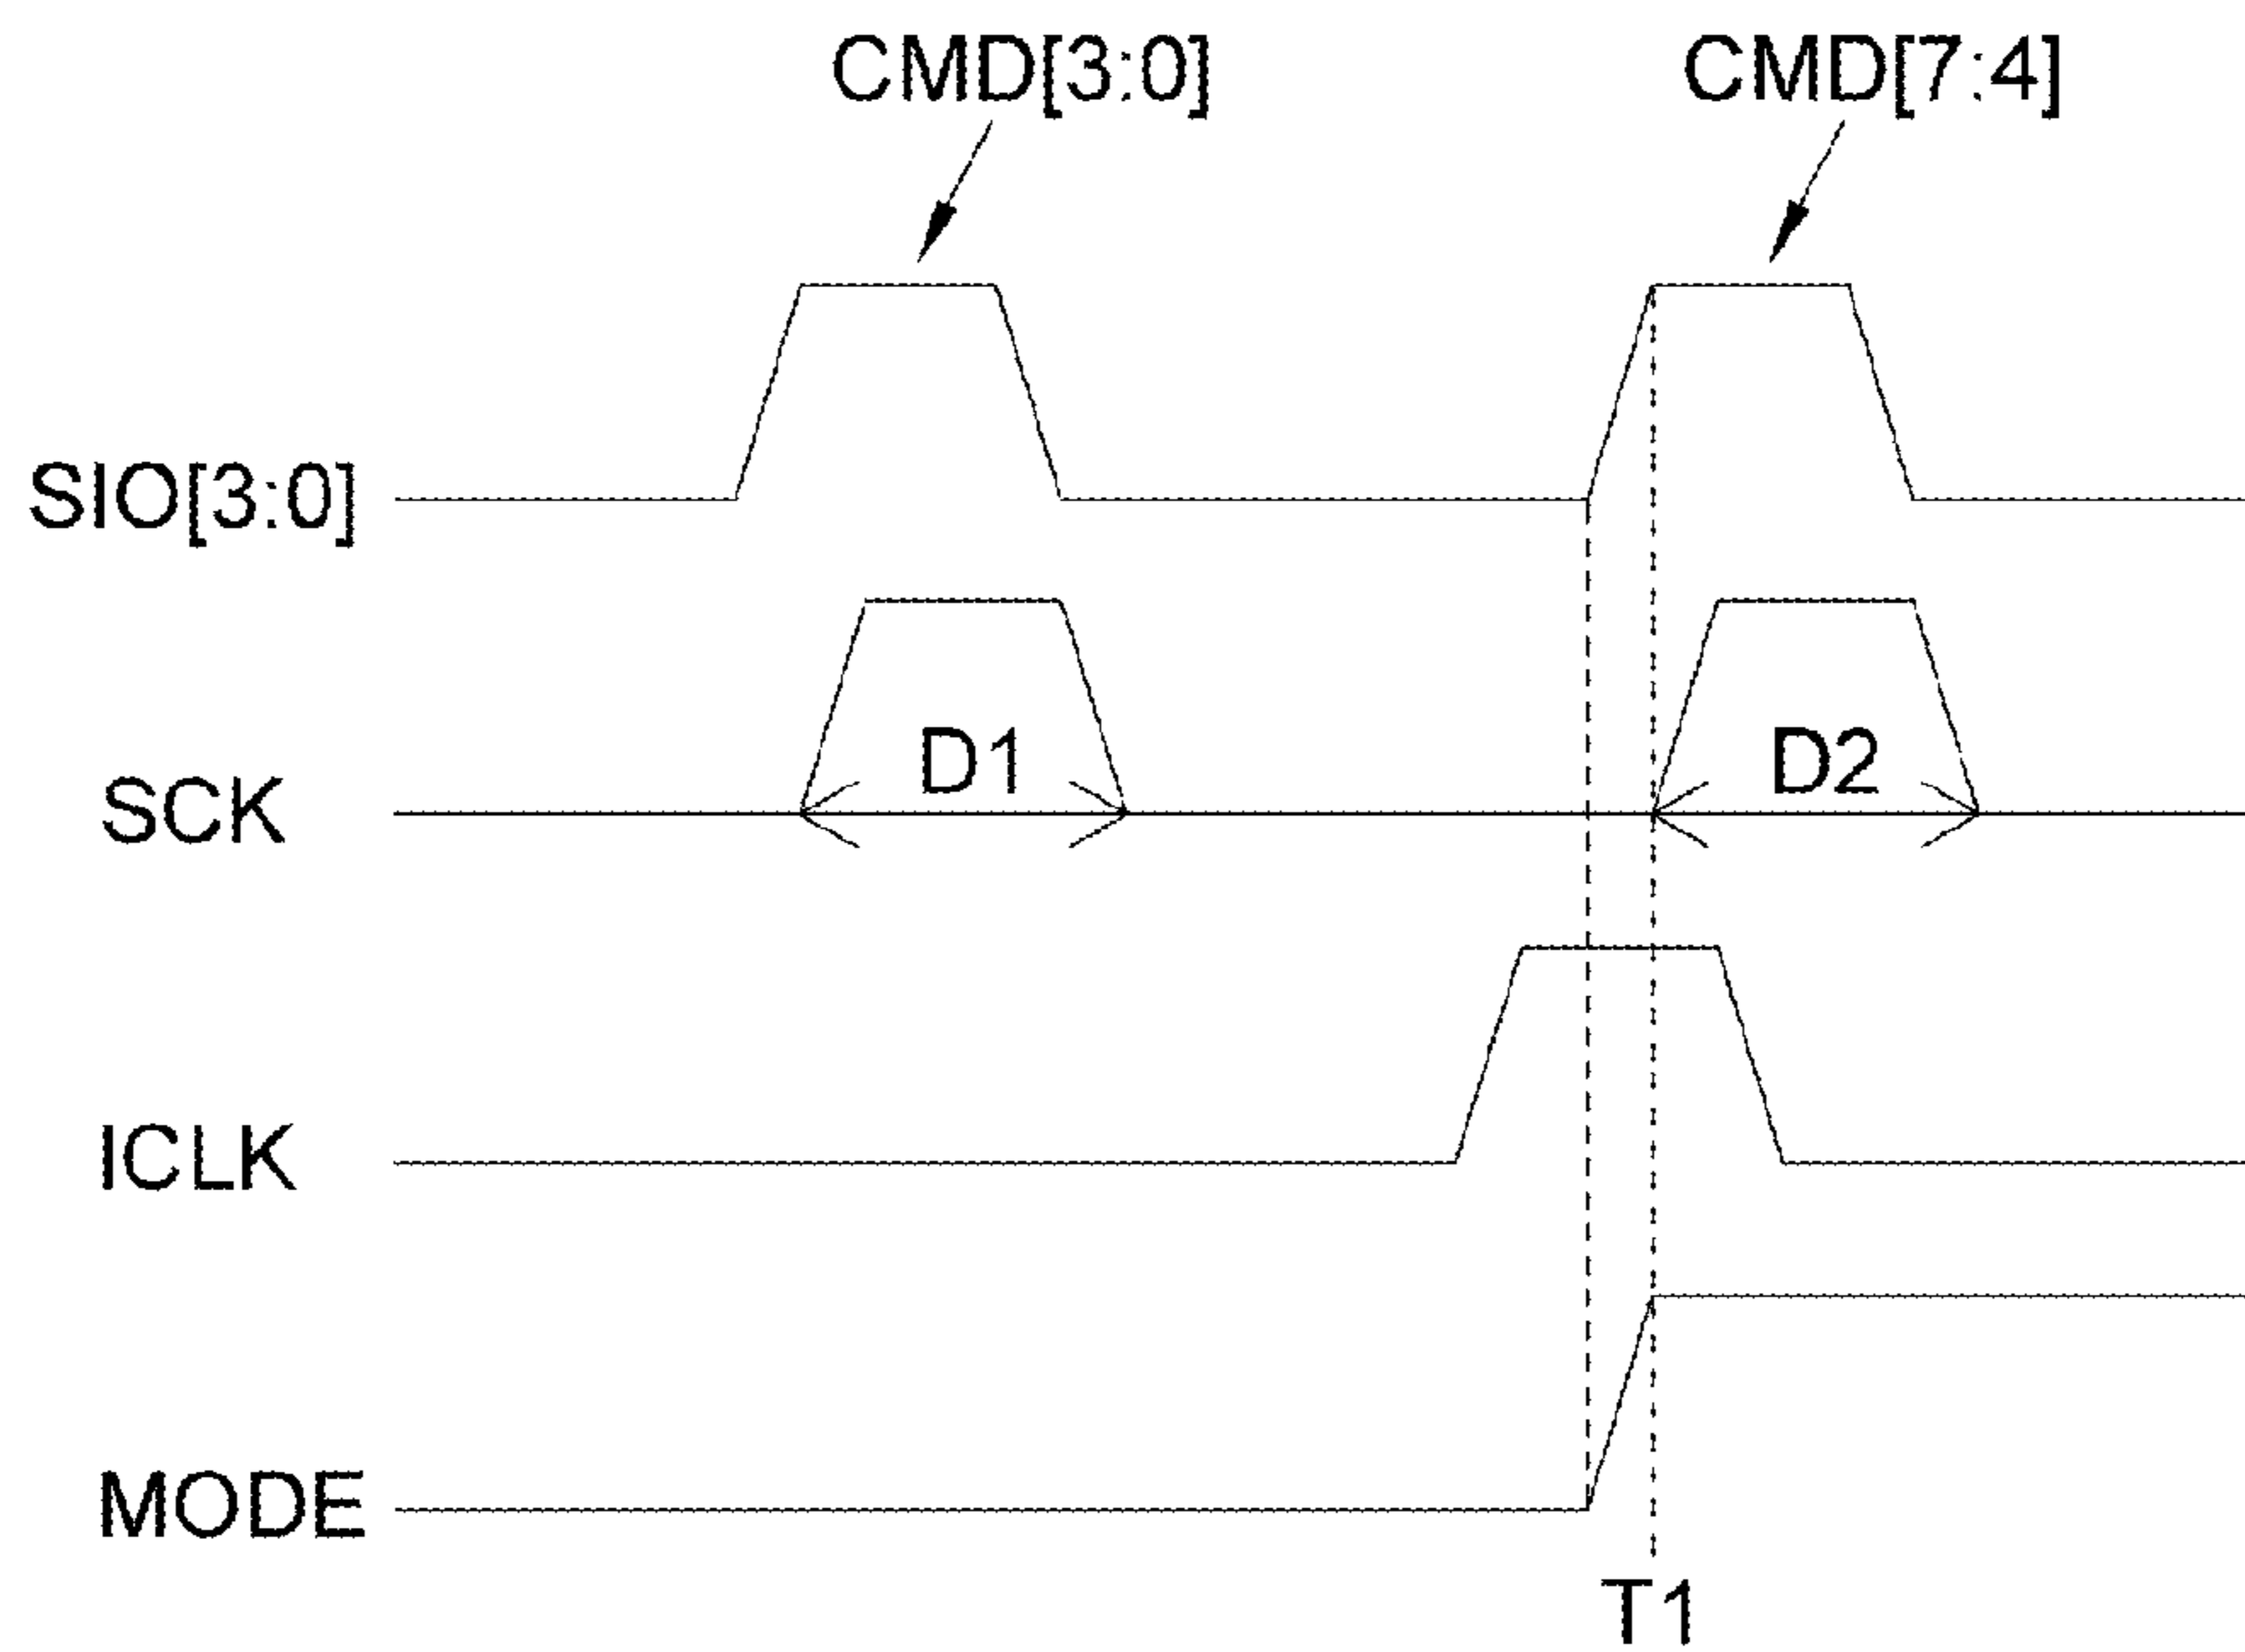 CMD[3:0] CMD[7:4]
SIO[3:0]
D1 D2
SCK
ICLK
MODE
T1